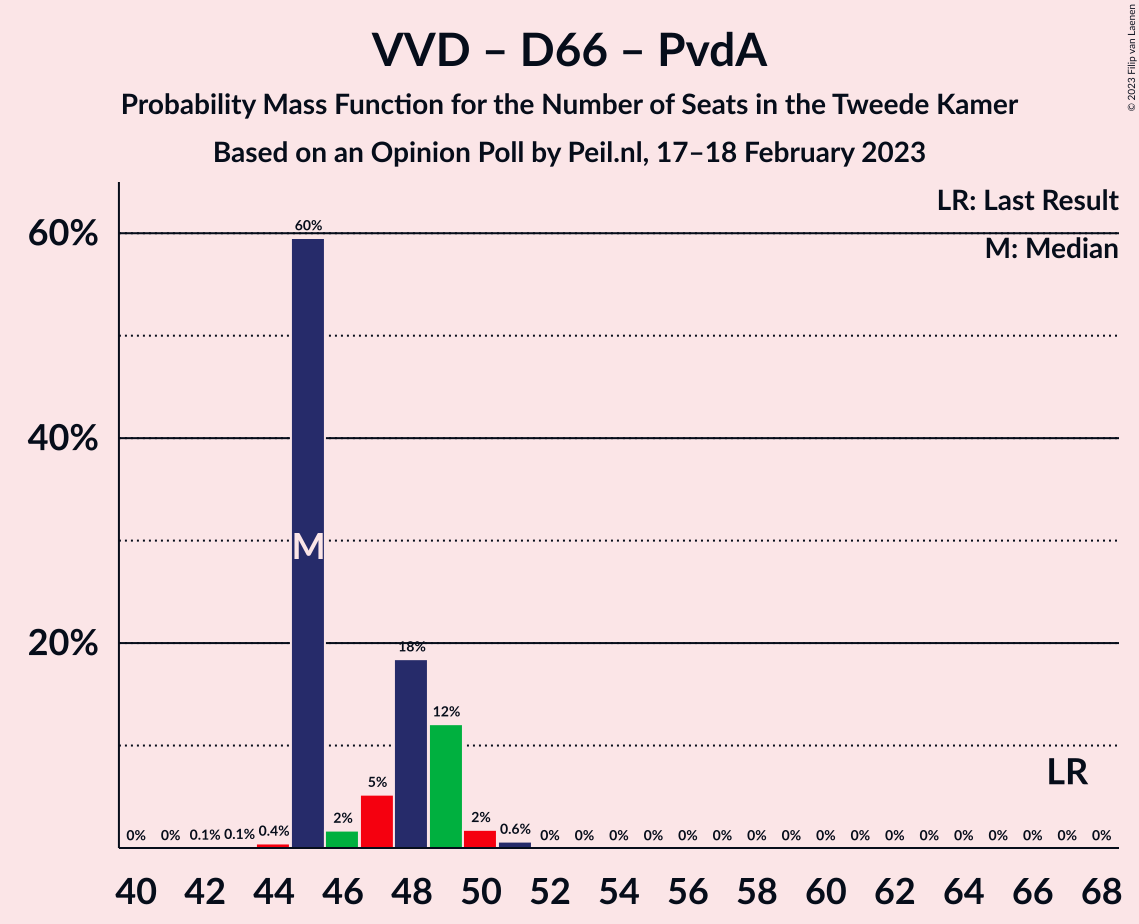 VVD – D66 – PvdA
Probability Mass Function for the Number of Seats in the Tweede Kamer
Based on an Opinion Poll by Peil.nl, 17–18 February 2023
© 2023 Filip van Laenen
LR: Last Result
M: Median
60%
40%
20%
0% 0% 0.1% 0.1% 0.4% 60% 2% 5% 18% 12% 2% 0.6% 0% 0% 0% 0% 0% 0% 0% 0% 0% 0% 0% 0% 0% 0% 0% 0% 0%
M
LR
40 42 44 46 48 50 52 54 56 58 60 62 64 66 68